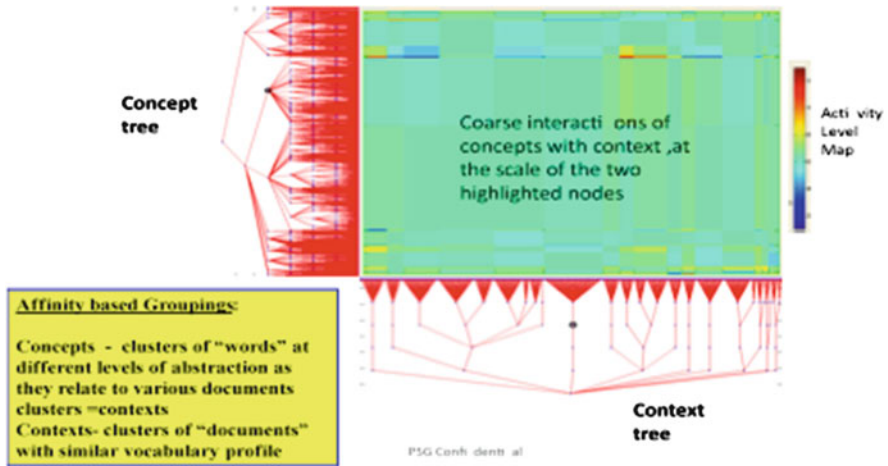 Concept
tree
Coarse interacti ons of
concepts with context ,at
the scale of the two
highlighted nodes
Acti vity
Level
Map
Affinity based Groupings:
Concepts - clusters of “words” at
different levels of abstraction as
they relate to various documents
clusters =contexts
Contexts- clusters of “documents”
with similar vocabulary profile
Context
tree
PSG Confi denti al